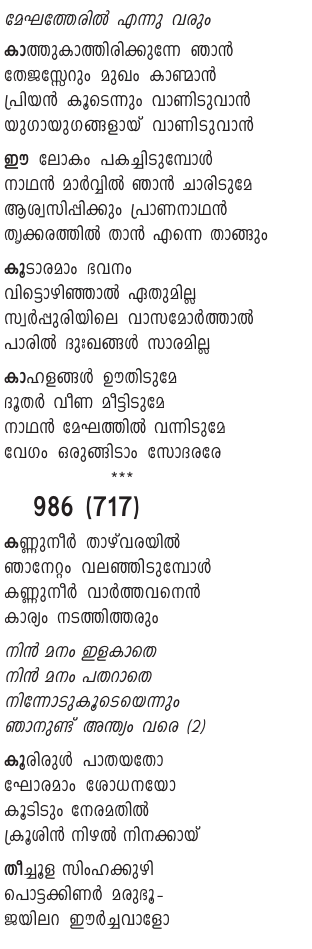 മേഘത്തേരിൽ എന്നു വരും
കാത്തുകാത്തിരിക്കുന്നേ ഞാൻ
തേജസ്സേറും മുഖം കാണ്മാൻ
പ്രിയൻ കൂടെന്നും വാണിടുവാൻ
യുഗായുഗങ്ങളായ് വാണിടുവാൻ
ഈ ലോകം പകച്ചിടുമ്പോൾ
നാഥൻ മാർവ്വിൽ ഞാൻ ചാരിടുമേ
ആശ്വസിപ്പിക്കും പ്രാണനാഥൻ
തൃക്കരത്തിൽ താൻ എന്നെ താങ്ങും
കൂടാരമാം ഭവനം
വിട്ടൊഴിഞ്ഞാൽ ഏതുമില്ല
സ്വർപ്പുരിയിലെ വാസമോർത്താൽ
പാരിൽ ദുഃഖങ്ങൾ സാരമില്ല
കാഹളങ്ങൾ ഊതിടുമേ
ദൂതർ വീണ മീട്ടിടുമേ
നാഥൻ മേഘത്തിൽ വന്നിടുമേ
വേഗം ഒരുങ്ങിടാം സോദരരേ
***
986 (717)
കണ്ണുനീർ താഴ്‌വരയിൽ
ഞാനേറ്റം വലഞ്ഞിടുമ്പോൾ
കണ്ണുനീർ വാർത്തവനെൻ
കാര്യം നടത്തിത്തരും
നിൻ മനം ഇളകാതെ
നിൻ മനം പതറാതെ
നിന്നോടുകൂടെയെന്നും
ഞാനുണ്ട് അന്ത്യം വരെ (2)
കൂരിരുൾ പാതയതോ
ഘോരമാം ശോധനയോ
കൂടിടും നേരമതിൽ
ക്രൂശിൻ നിഴൽ നിനക്കായ്
തീച്ചൂള സിംഹക്കുഴി
പൊട്ടക്കിണർ മരുഭൂ-
ജയിലറ ഈർച്ചവാളോ